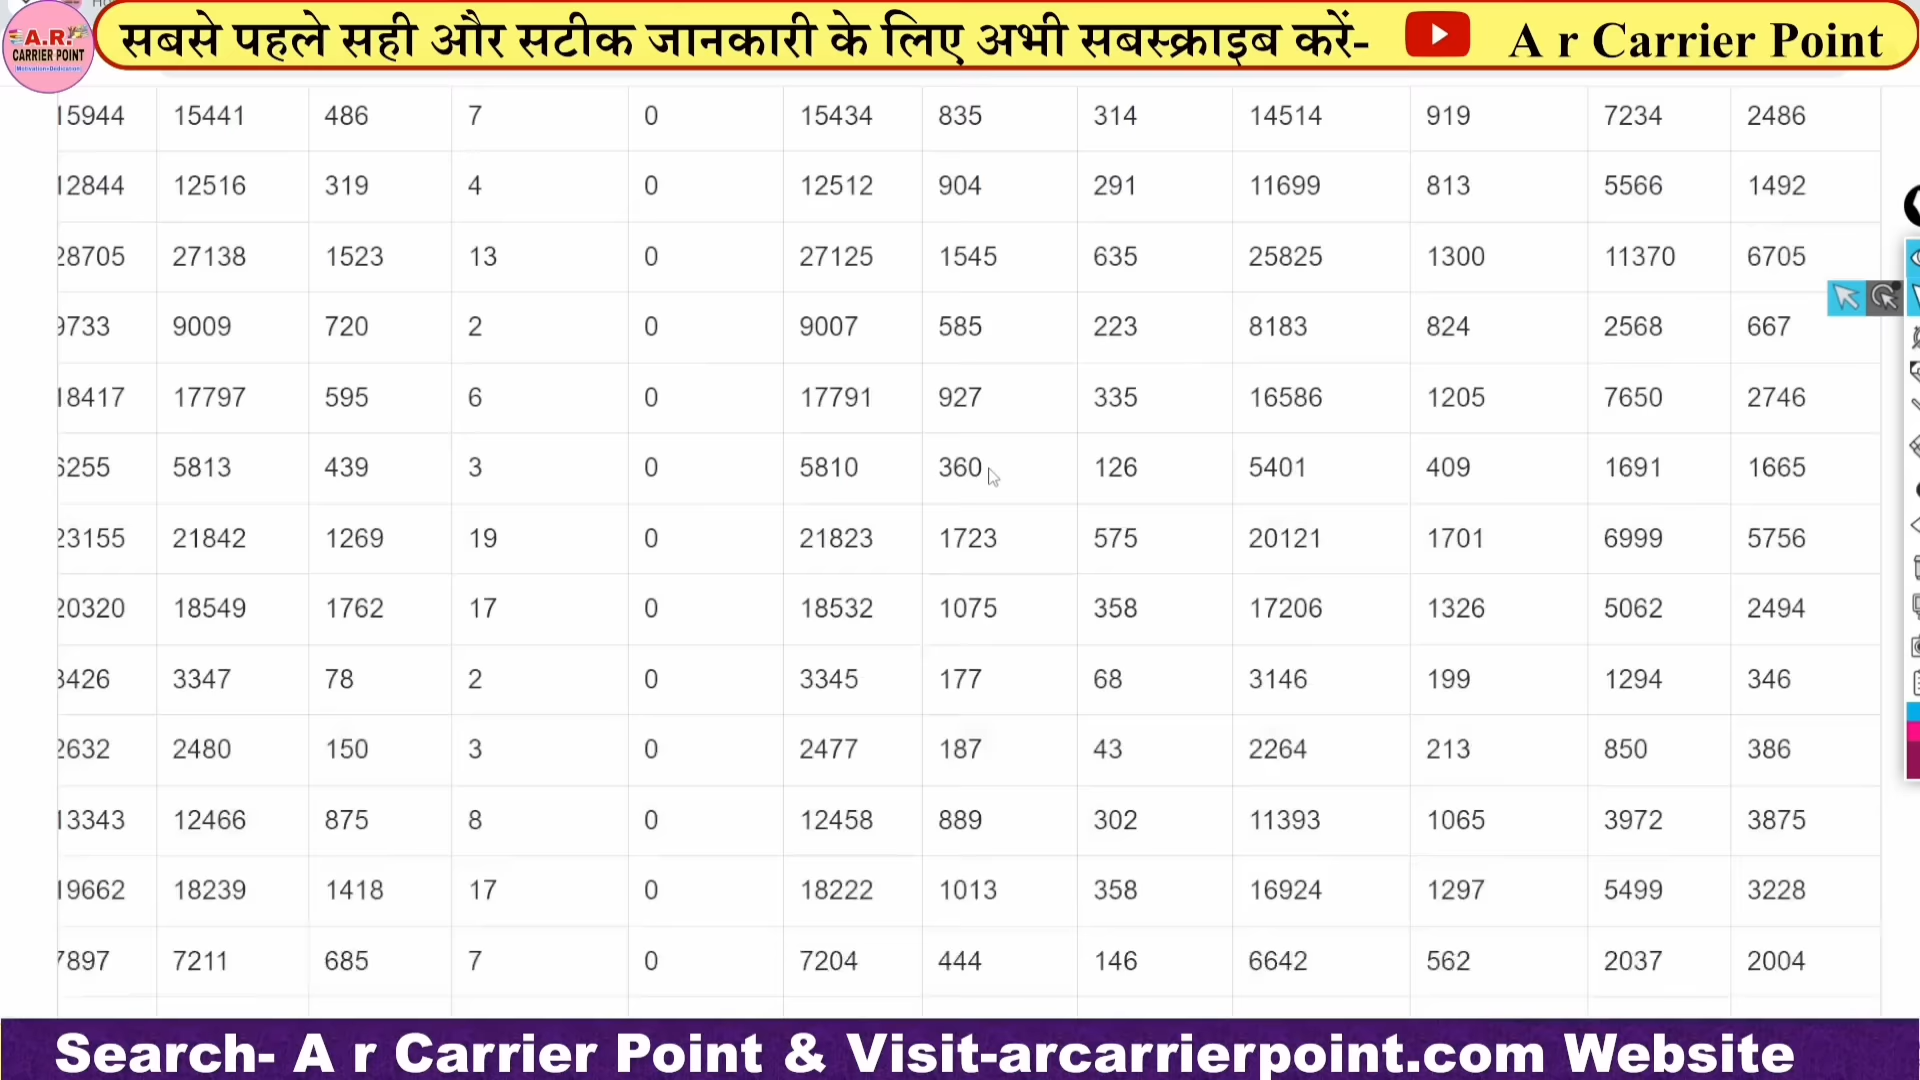 सबसे पहले सही और सटीक जानकारी के लिए अभी सबस्क्राइब करें- A r Carrier Point
A.R.
CARRIER POINT
15944 15441 486 7 0 15434 835 314 14514 919 7234 2486
12844 12516 319 4 0 12512 904 291 11699 813 5566 1492
28705 27138 1523 13 0 27125 1545 635 25825 1300 11370 6705
9733 9009 720 2 0 9007 585 223 8183 824 2568 667
18417 17797 595 6 0 17791 927 335 16586 1205 7650 2746
6255 5813 439 3 0 5810 360 126 5401 409 1691 1665
23155 21842 1269 19 0 21823 1723 575 20121 1701 6999 5756
20320 18549 1762 17 0 18532 1075 358 17206 1326 5062 2494
3426 3347 78 2 0 3345 177 68 3146 199 1294 346
2632 2480 150 3 0 2477 187 43 2264 213 850 386
13343 12466 875 8 0 12458 889 302 11393 1065 3972 3875
19662 18239 1418 17 0 18222 1013 358 16924 1297 5499 3228
7897 7211 685 7 0 7204 444 146 6642 562 2037 2004
Search- A r Carrier Point & Visit-arcarrierpoint.com Website